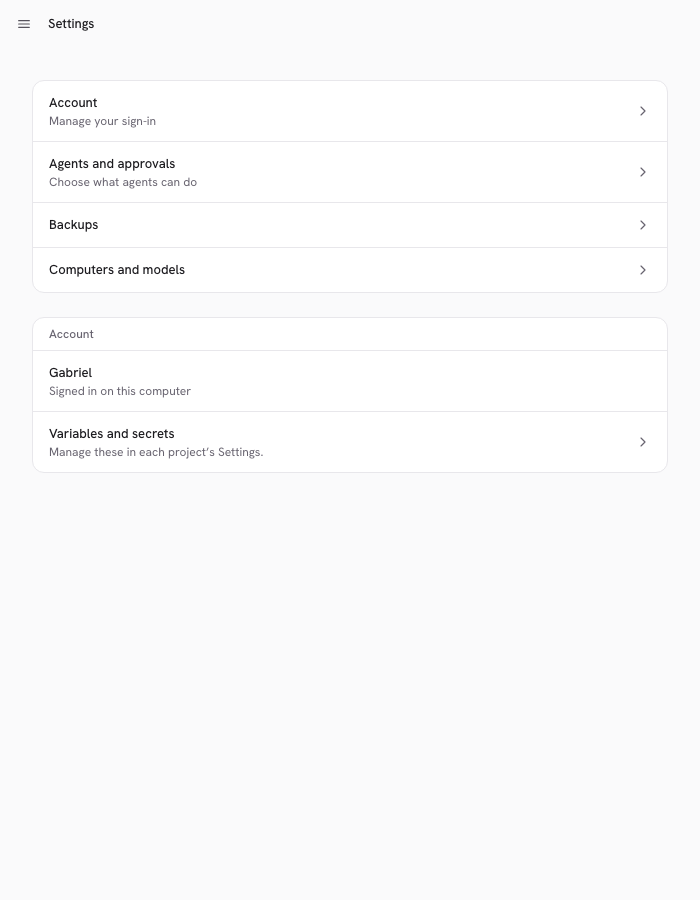 Settings
Account
Manage your sign-in
Agents and approvals
Choose what agents can do
Backups
Computers and models
Account
Gabriel
Signed in on this computer
Variables and secrets
Manage these in each project’s Settings.